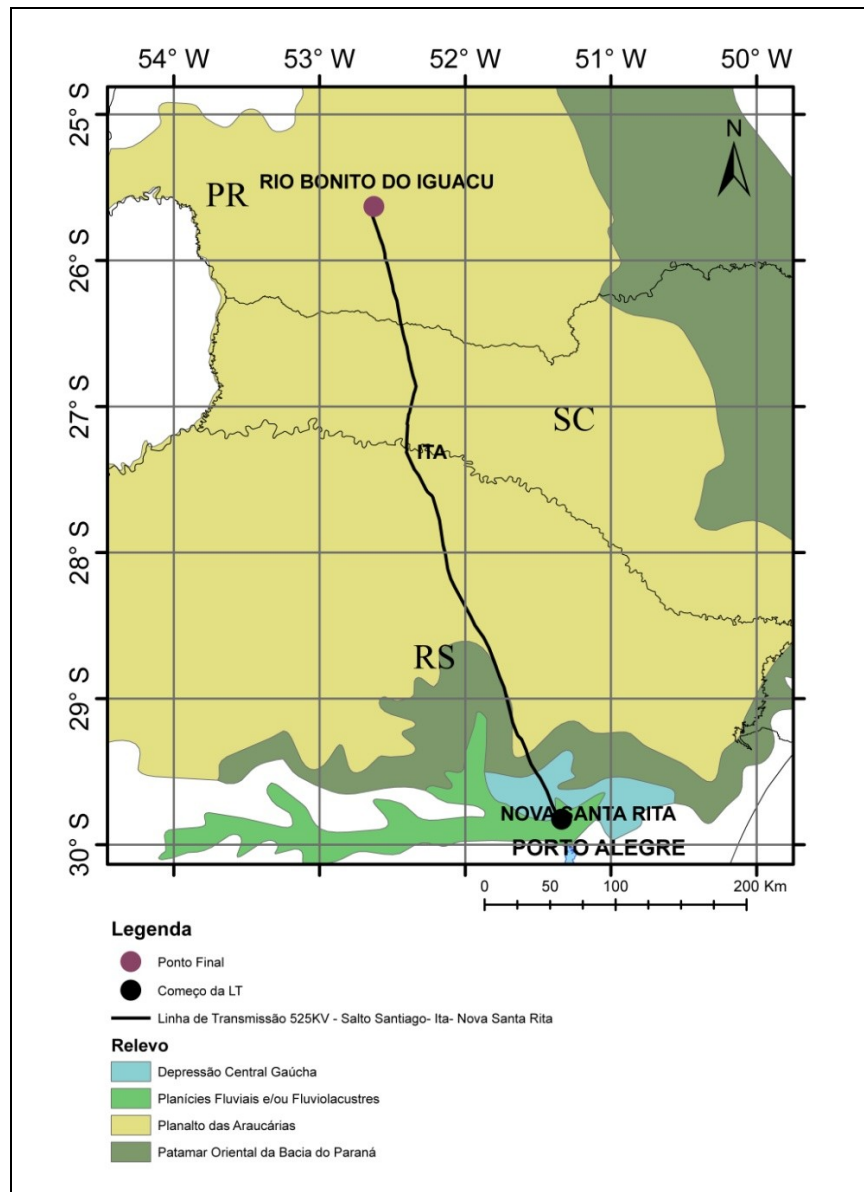 54° W 53° W 52° W 51° W 50° W
25° S
N
RIO BONITO DO IGUACU
PR
26° S
27° S
SC
ITA
28° S
RS
29° S
NOVA SANTA RITA
30° S
PORTO ALEGRE
0 50 100 200 Km
Legenda
Ponto Final
Começo da LT
Linha de Transmissão 525KV - Salto Santiago- Ita- Nova Santa Rita
Relevo
Depressão Central Gaúcha
Planícies Fluviais e/ou Fluviolacustres
Planalto das Araucárias
Patamar Oriental da Bacia do Paraná